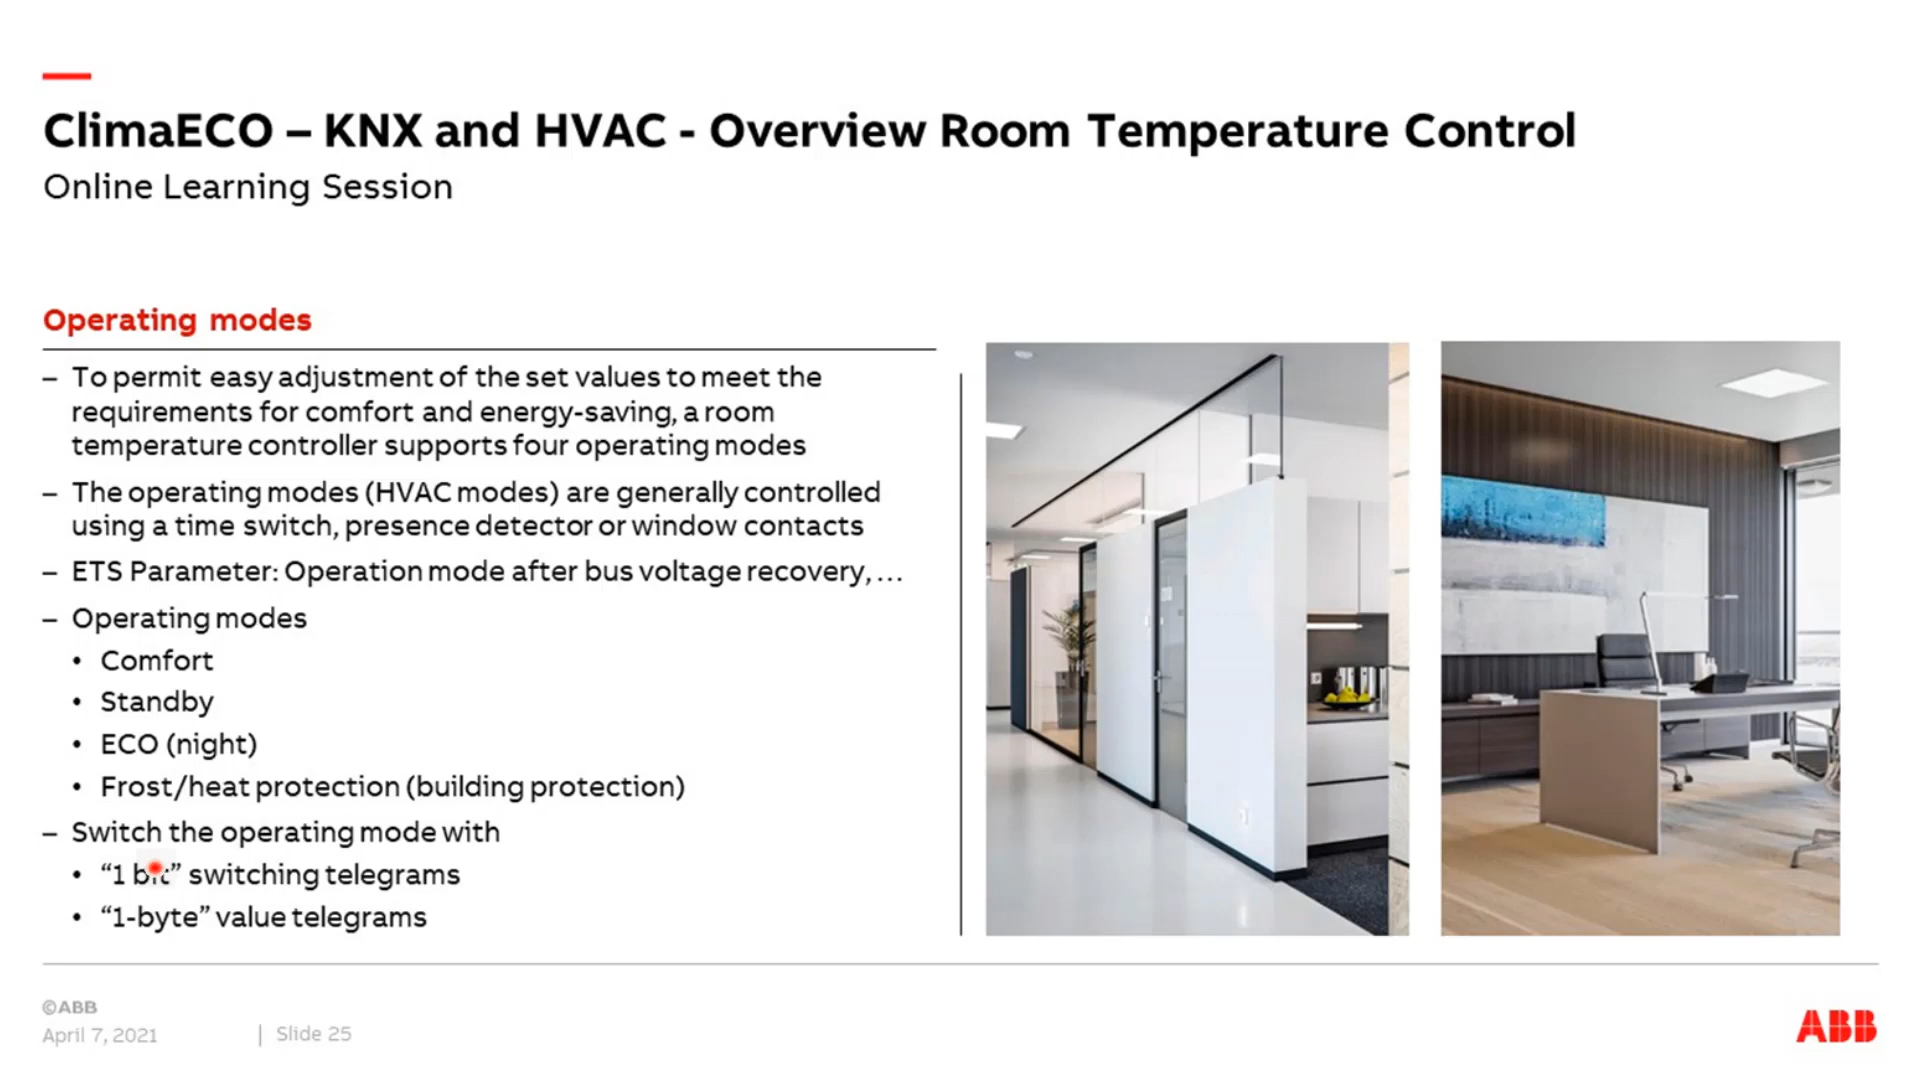 ClimaECO – KNX and HVAC - Overview Room Temperature Control
Online Learning Session
Operating modes
– To permit easy adjustment of the set values to meet the
requirements for comfort and energy-saving, a room
temperature controller supports four operating modes
– The operating modes (HVAC modes) are generally controlled
using a time switch, presence detector or window contacts
– ETS Parameter: Operation mode after bus voltage recovery, …
– Operating modes
• Comfort
• Standby
• ECO (night)
• Frost/heat protection (building protection)
– Switch the operating mode with
• “1 bit” switching telegrams
• “1-byte” value telegrams
©ABB
April 7, 2021 | Slide 25
ABB